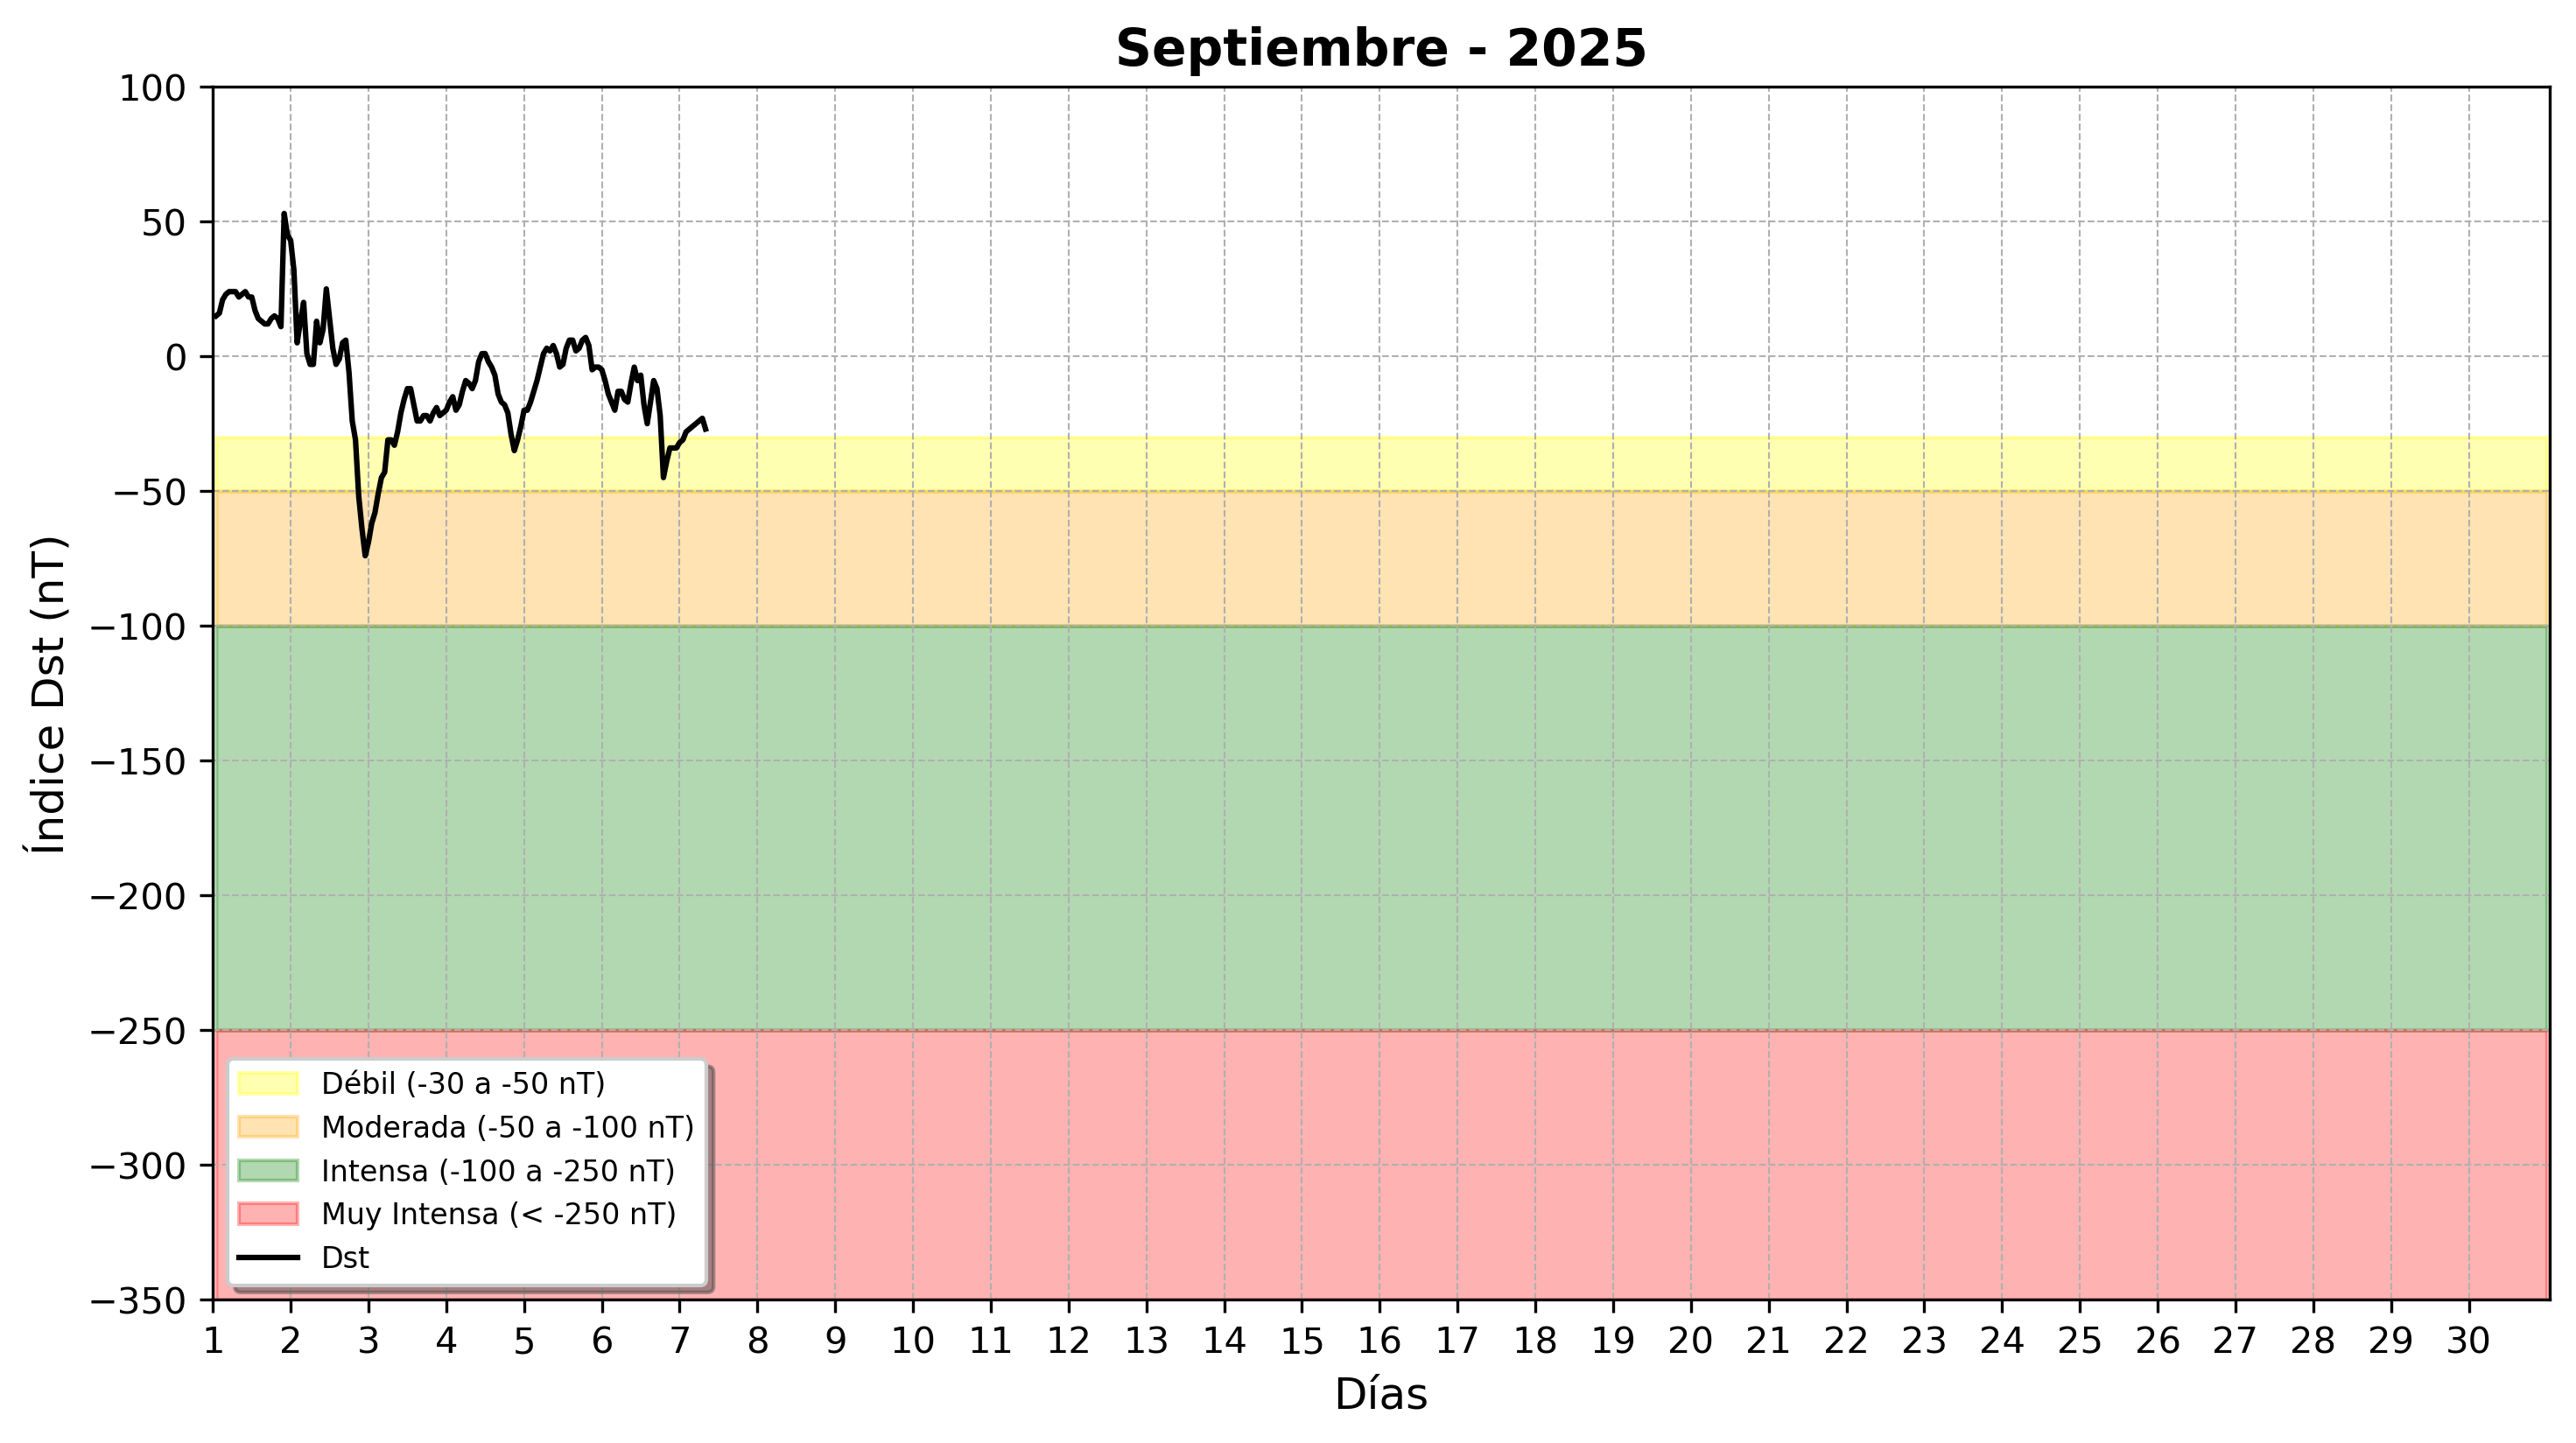 Septiembre - 2025
100
50
0
−50
−100
−150
−200
−250
−300
−350
Índice Dst (nT)
Débil (-30 a -50 nT)
Moderada (-50 a -100 nT)
Intensa (-100 a -250 nT)
Muy Intensa (< -250 nT)
Dst
1 2 3 4 5 6 7 8 9 10 11 12 13 14 15 16 17 18 19 20 21 22 23 24 25 26 27 28 29 30
Días